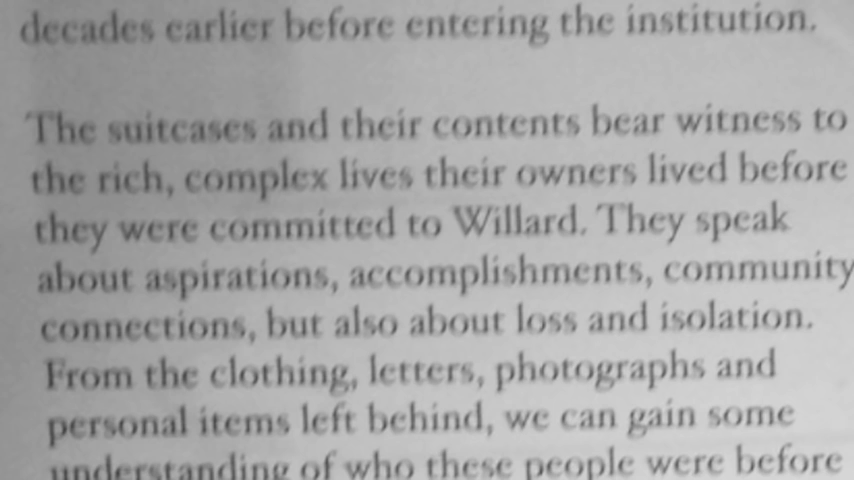 decades earlier before entering the institution.
The suitcases and their contents bear witness to
the rich, complex lives their owners lived before
they were committed to Willard. They speak
about aspirations, accomplishments, community
connections, but also about loss and isolation.
From the clothing, letters, photographs and
personal items left behind, we can gain some
understanding of who these people were before